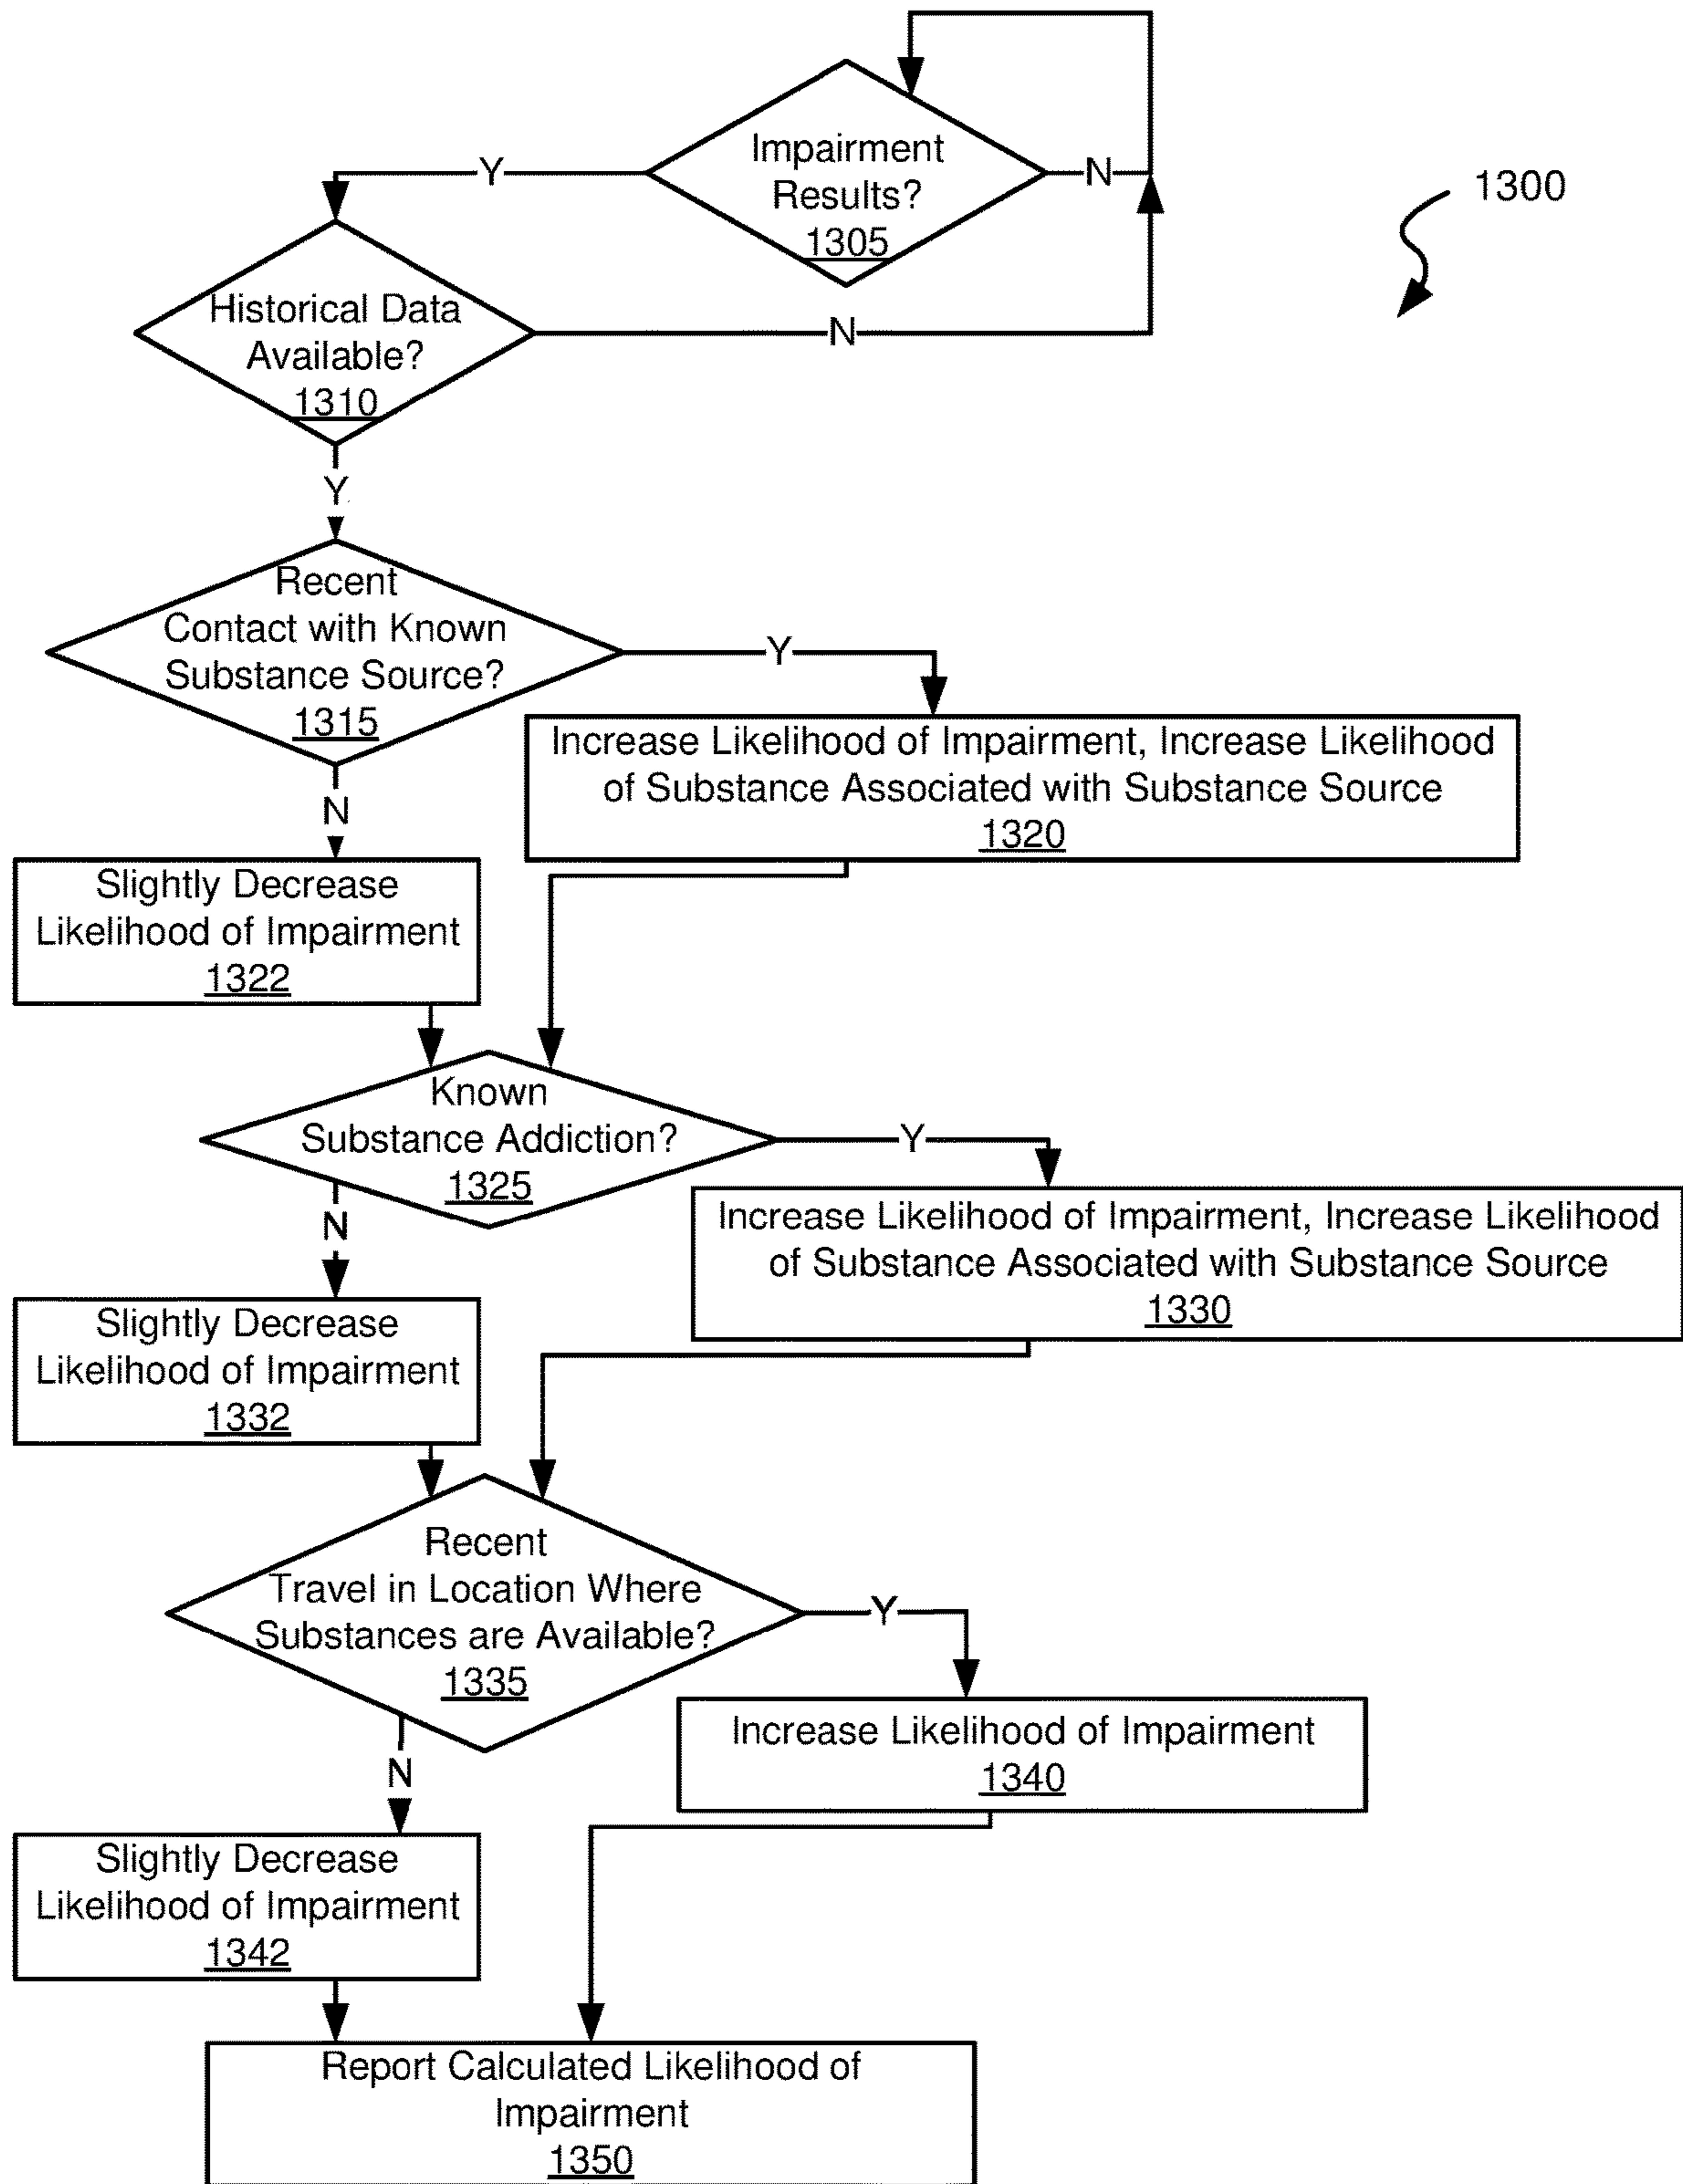 Impairment
Results?
1305
N
Y
1300
Historical Data
Available?
1310
N
Y
Recent
Contact with Known
Substance Source?
1315
Y
Increase Likelihood of Impairment, Increase Likelihood
of Substance Associated with Substance Source
1320
N
Slightly Decrease
Likelihood of Impairment
1322
Known
Substance Addiction?
1325
Y
Increase Likelihood of Impairment, Increase Likelihood
of Substance Associated with Substance Source
1330
N
Slightly Decrease
Likelihood of Impairment
1332
Recent
Travel in Location Where
Substances are Available?
1335
Y
Increase Likelihood of Impairment
1340
N
Slightly Decrease
Likelihood of Impairment
1342
Report Calculated Likelihood of
Impairment
1350